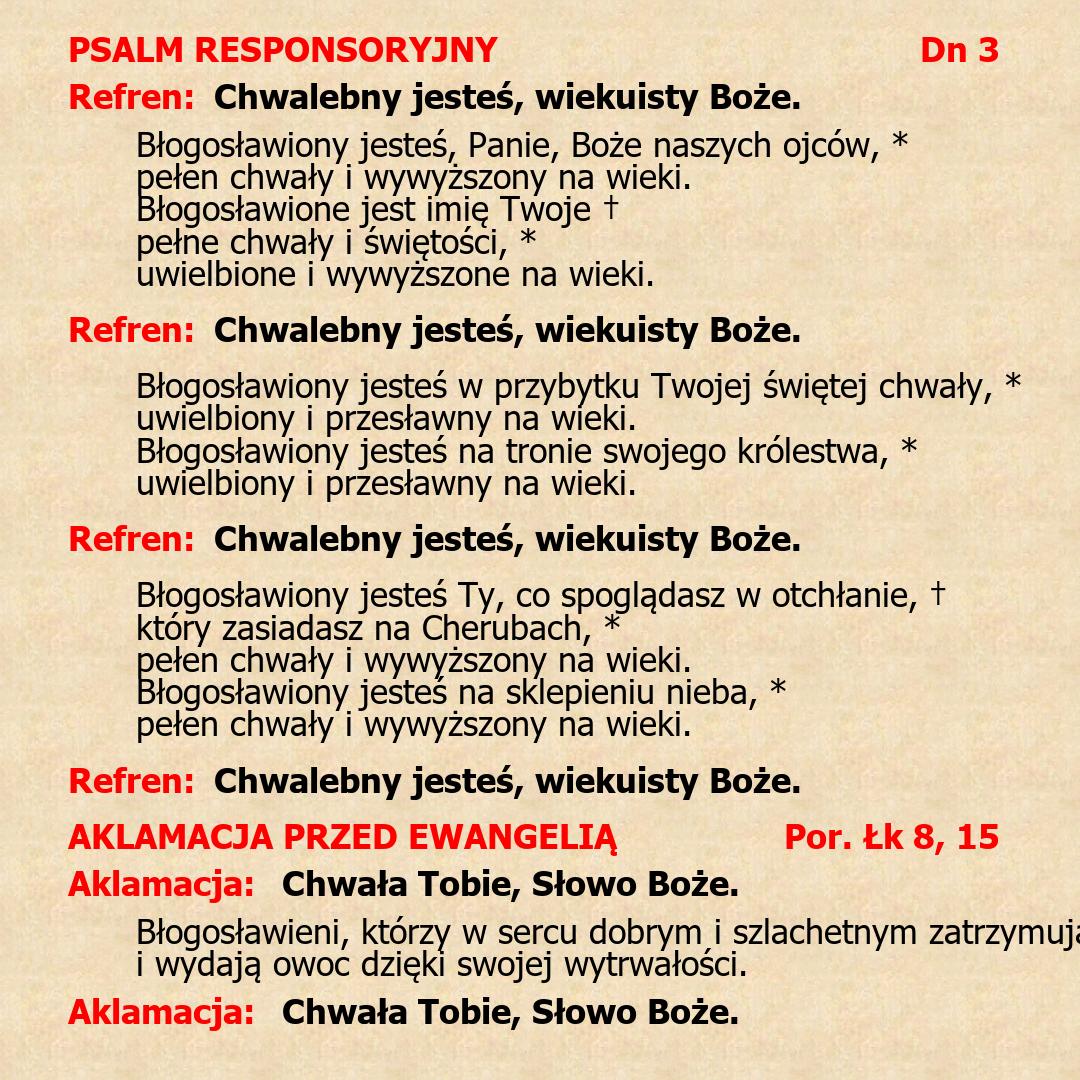 PSALM RESPONSORYJNY Dn 3
Refren: Chwalebny jesteś, wiekuisty Boże.
Błogosławiony jesteś, Panie, Boże naszych ojców, *
pełen chwały i wywyższony na wieki.
Błogosławione jest imię Twoje †
pełne chwały i świętości, *
uwielbione i wywyższone na wieki.
Refren: Chwalebny jesteś, wiekuisty Boże.
Błogosławiony jesteś w przybytku Twojej świętej chwały, *
uwielbiony i przesławny na wieki.
Błogosławiony jesteś na tronie swojego królestwa, *
uwielbiony i przesławny na wieki.
Refren: Chwalebny jesteś, wiekuisty Boże.
Błogosławiony jesteś Ty, co spoglądasz w otchłanie, †
który zasiadasz na Cherubach, *
pełen chwały i wywyższony na wieki.
Błogosławiony jesteś na sklepieniu nieba, *
pełen chwały i wywyższony na wieki.
Refren: Chwalebny jesteś, wiekuisty Boże.
AKLAMACJA PRZED EWANGELIĄ Por. Łk 8, 15
Aklamacja: Chwała Tobie, Słowo Boże.
Błogosławieni, którzy w sercu dobrym i szlachetnym zatrzymują
i wydają owoc dzięki swojej wytrwałości.
Aklamacja: Chwała Tobie, Słowo Boże.